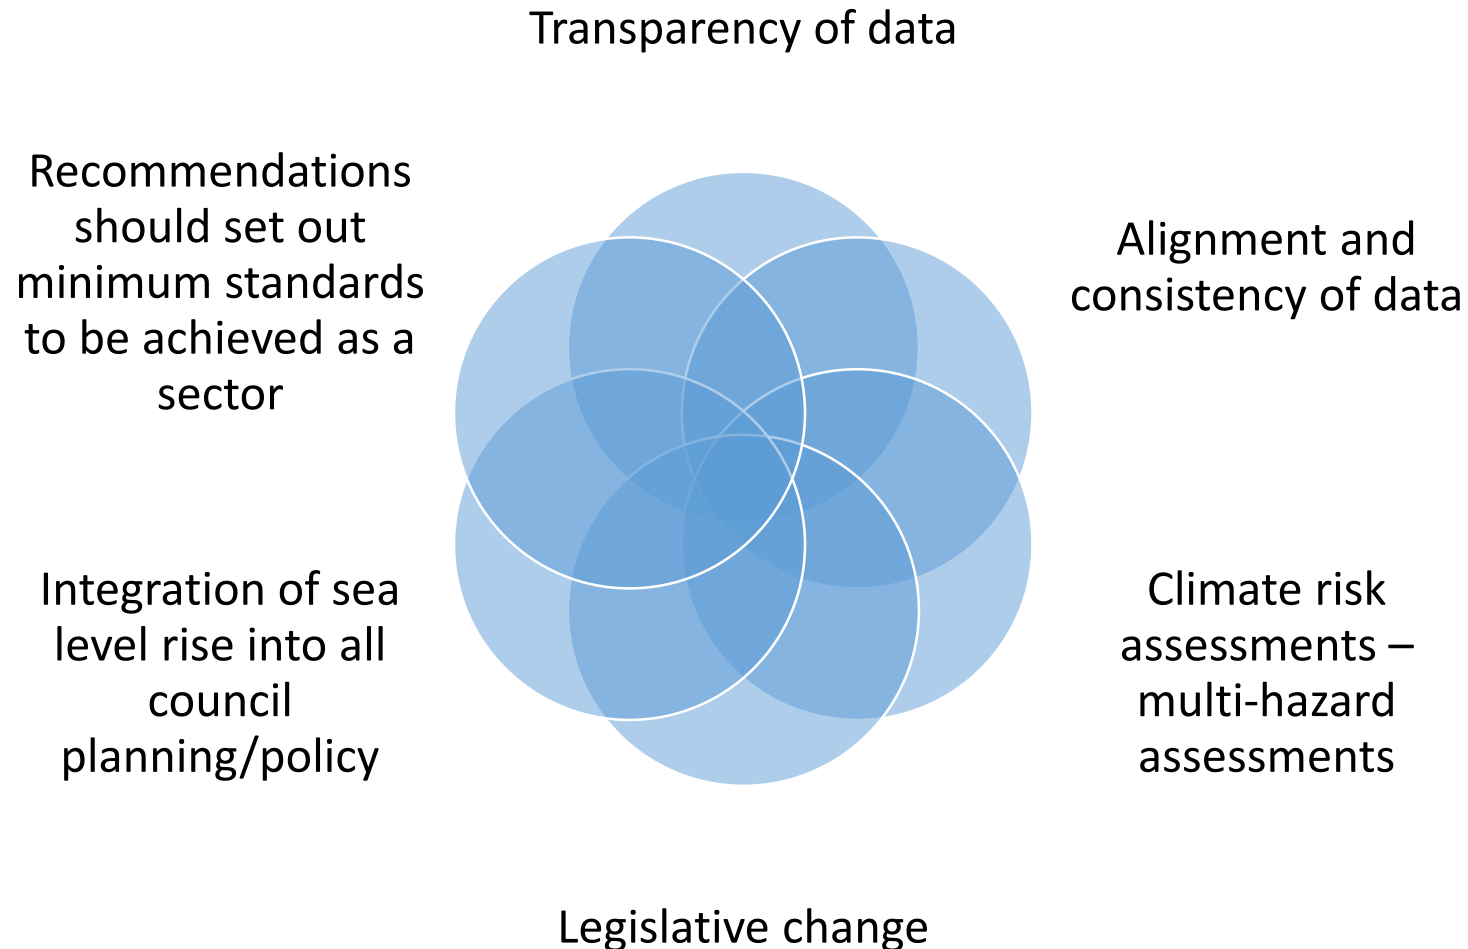 Transparency of data
Recommendations
should set out
minimum standards
to be achieved as a
sector
Alignment and
consistency of data
Integration of sea
level rise into all
council
planning/policy
Climate risk
assessments –
multi-hazard
assessments
Legislative change